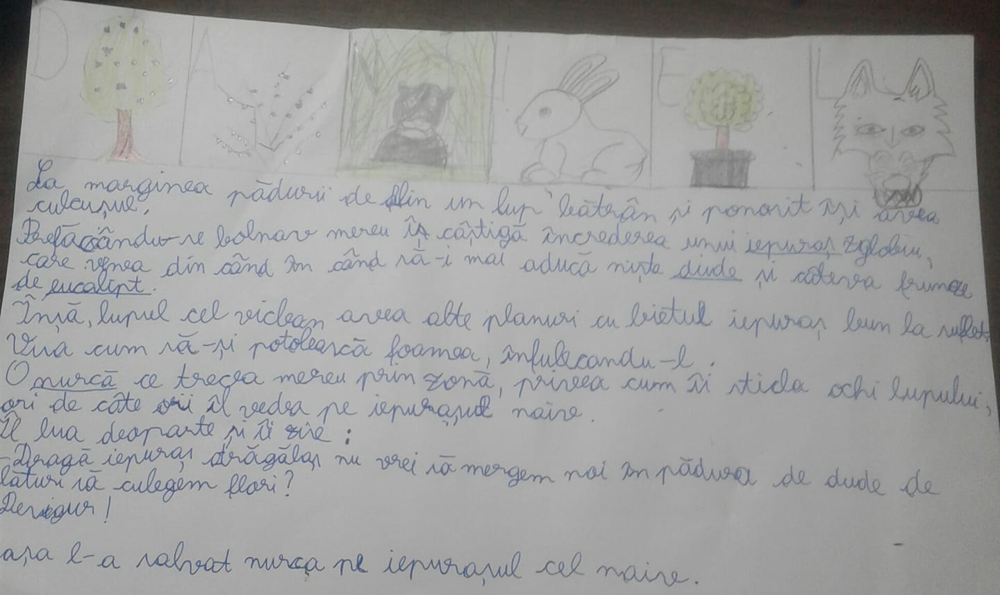 D A I E L
La marginea pădurii de din un lup bătrân și ponorit își avea
culcușul.
Prefăcându-se bolnav mereu îș câștigă încrederea unui iepuraș zglobiu,
care venea din când în când să-i mai aducă niște dude și câteva frunze
de eucalipt.
Însă, lupul cel viclean avea alte planuri cu bietul iepuraș bun la suflet.
Vrea cum să-și potolească foamea, înfulecandu-l.
O nurcă ce trecea mereu prin zonă, privea cum îi sticla ochi lupului,
ori de câte ori îl vedea pe iepurașul naive.
Îl lua deoparte și îi zise :
-Dragă iepuraș drăgălaș nu vrei să mergem noi în pădurea de dude de
lături să culegem flori?
Desigur!
așa l-a salvat nurca pe iepurașul cel naive.